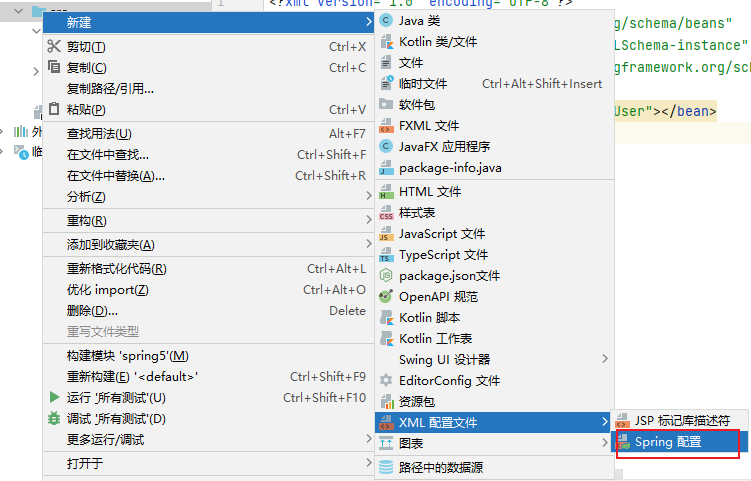 <?xml version="1.0" encoding="UTF-8"?>
1
g/schema/beans"
LSchema-instance"
gframework.org/sch
User"></bean>
外
临
新建
剪切(T) Ctrl+X
复制(C) Ctrl+C
复制路径/引用...
粘贴(P) Ctrl+V
查找用法(U) Alt+F7
在文件中查找... Ctrl+Shift+F
在文件中替换(A)... Ctrl+Shift+R
分析(Z)
重构(R)
添加到收藏夹(A)
重新格式化代码(R) Ctrl+Alt+L
优化 import(Z) Ctrl+Alt+O
删除(D)... Delete
重写文件类型
构建模块 'spring5'(M)
重新构建(E) '<default>' Ctrl+Shift+F9
运行 '所有测试'(U) Ctrl+Shift+F10
调试 '所有测试'(D)
更多运行/调试
打开于
Java 类
Kotlin 类/文件
文件
临时文件 Ctrl+Alt+Shift+Insert
软件包
FXML 文件
JavaFX 应用程序
package-info.java
HTML 文件
样式表
JavaScript 文件
TypeScript 文件
package.json文件
OpenAPI 规范
Kotlin 脚本
Kotlin 工作表
Swing UI 设计器
EditorConfig 文件
资源包
XML 配置文件
图表
路径中的数据源
JSP 标记库描述符
Spring 配置